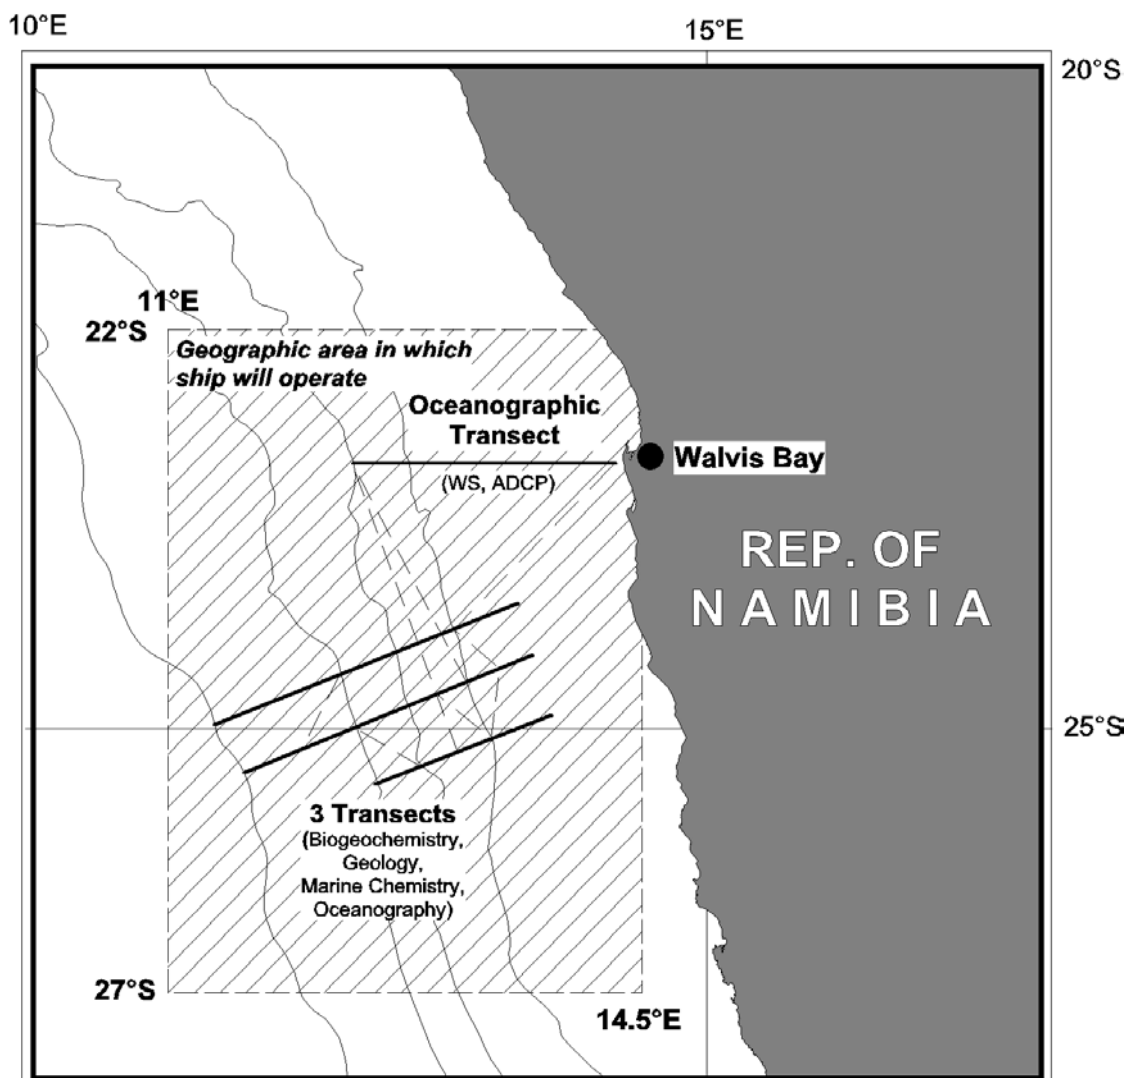 10°E
15°E
20°S
11°E
22°S
Geographic area in which
ship will operate
Oceanographic
Transect
(WS, ADCP)
Walvis Bay
REP. OF
NAMIBIA
25°S
3 Transects
(Biogeochemistry,
Geology,
Marine Chemistry,
Oceanography)
27°S
14.5°E